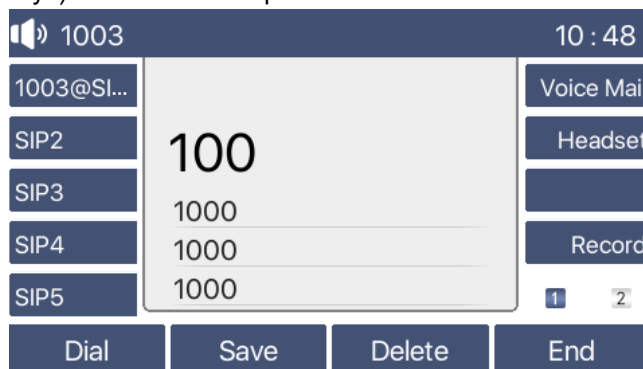 1003 10 : 48
1003@SI... Voice Mai
SIP2 100 Headset
SIP3 1000
SIP4 1000 Record
SIP5 1000 1 2
Dial Save Delete End